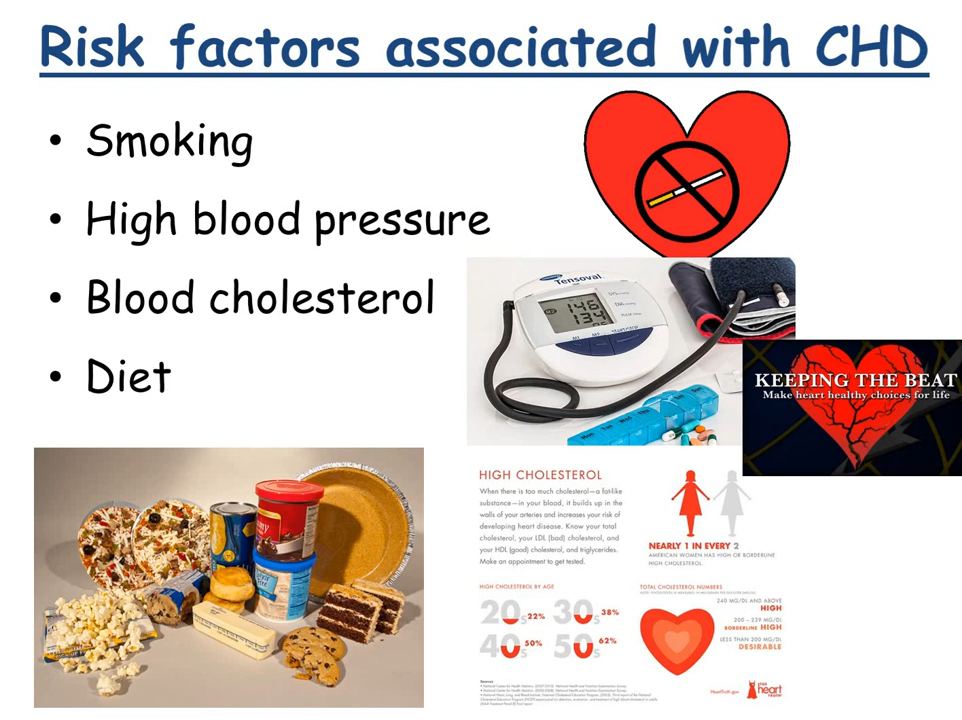 Risk factors associated with CHD
• Smoking
• High blood pressure
• Blood cholesterol
• Diet
Tensoval
146
134
KEEPING THE BEAT
Make heart healthy choices for life
HIGH CHOLESTEROL
When there is too much cholesterol—a fat-like
substance—in your blood, it builds up in the
walls of your arteries and increases your risk of
developing heart disease. Know your total
cholesterol, your LDL (bad) cholesterol, and
your HDL (good) cholesterol, and triglycerides.
Make an appointment to get tested.
NEARLY 1 IN EVERY 2
AMERICAN WOMEN HAS HIGH OR BORDERLINE
HIGH CHOLESTEROL.
HIGH CHOLESTEROL BY AGE
20s 22% 30s 38%
40s 50% 50s 62%
TOTAL CHOLESTEROL NUMBERS
240 MG/DL AND ABOVE
HIGH
200 – 239 MG/DL
BORDERLINE HIGH
LESS THAN 200 MG/DL
DESIRABLE
Sources
HeartTruth.gov
the heart truth